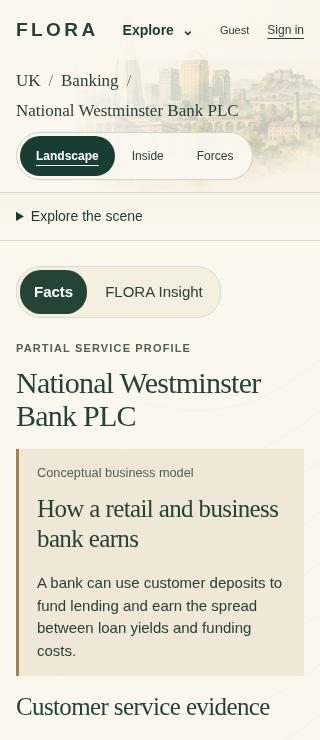 FLORA Explore Guest Sign in
UK / Banking /
National Westminster Bank PLC
Landscape Inside Forces
Explore the scene
Facts FLORA Insight
PARTIAL SERVICE PROFILE
National Westminster
Bank PLC
Conceptual business model
How a retail and business
bank earns
A bank can use customer deposits to
fund lending and earn the spread
between loan yields and funding
costs.
Customer service evidence